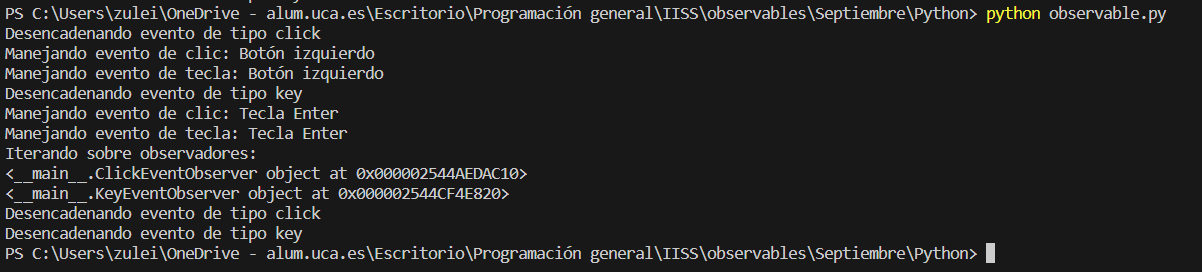 PS C:\Users\zulei\OneDrive - alum.uca.es\Escritorio\Programación general\IISS\observables\Septiembre\Python> python observable.py
Desencadenando evento de tipo click
Manejando evento de clic: Botón izquierdo
Manejando evento de tecla: Botón izquierdo
Desencadenando evento de tipo key
Manejando evento de clic: Tecla Enter
Manejando evento de tecla: Tecla Enter
Iterando sobre observadores:
<__main__.ClickEventObserver object at 0x000002544AEDAC10>
<__main__.KeyEventObserver object at 0x000002544CF4E820>
Desencadenando evento de tipo click
Desencadenando evento de tipo key
PS C:\Users\zulei\OneDrive - alum.uca.es\Escritorio\Programación general\IISS\observables\Septiembre\Python>